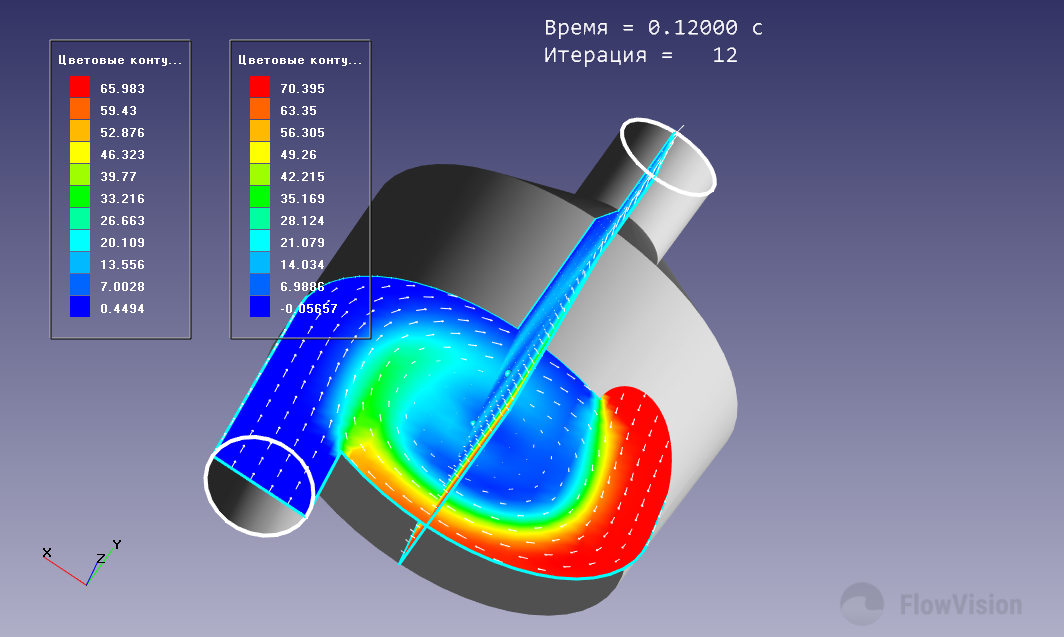 Время = 0.12000 с
Итерация = 12
Цветовые конту...
65.983
59.43
52.876
46.323
39.77
33.216
26.663
20.109
13.556
7.0028
0.4494
Цветовые конту...
70.395
63.35
56.305
49.26
42.215
35.169
28.124
21.079
14.034
6.9886
-0.05657
X
Z
Y
FlowVision